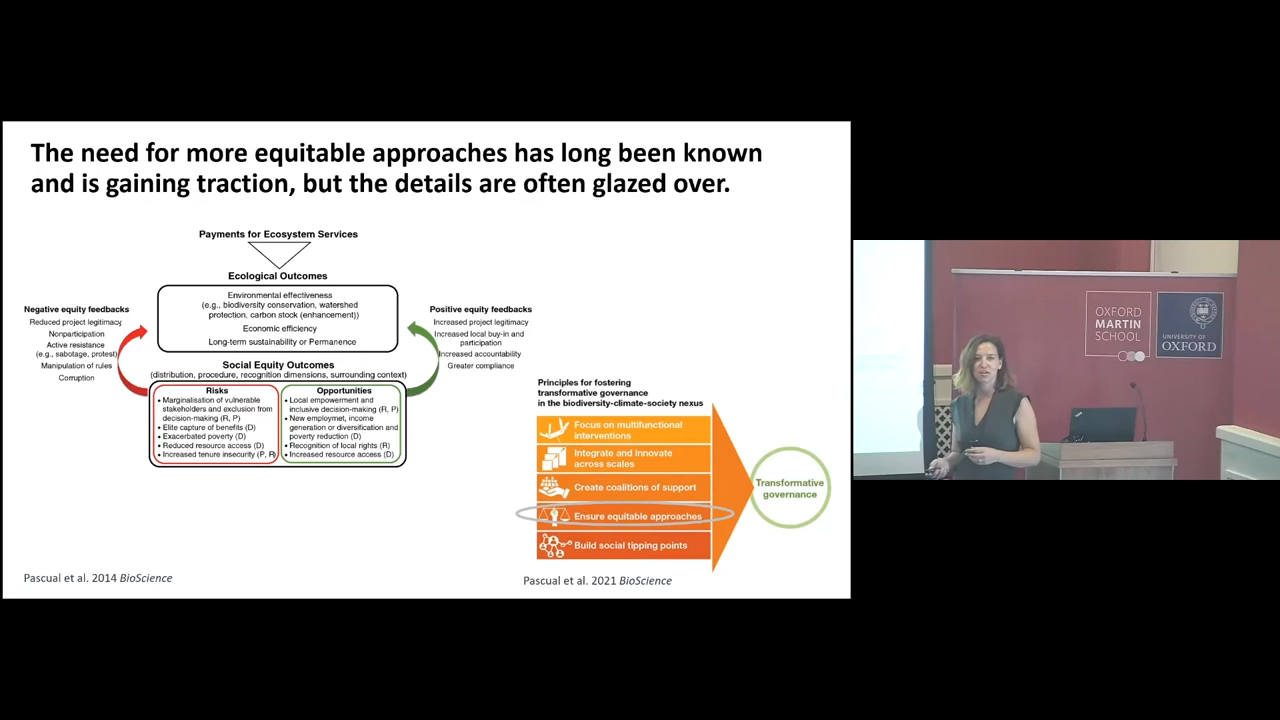 The need for more equitable approaches has long been known
and is gaining traction, but the details are often glazed over.
Payments for Ecosystem Services
Ecological Outcomes
Environmental effectiveness
(e.g., biodiversity conservation, watershed
protection, carbon stock (enhancement))
Economic efficiency
Long-term sustainability or Permanence
Negative equity feedbacks
Reduced project legitimacy
Nonparticipation
Active resistance
(e.g., sabotage, protest)
Manipulation of rules
Corruption
Positive equity feedbacks
Increased project legitimacy
Increased local buy-in and
participation
Increased accountability
Greater compliance
Social Equity Outcomes
(distribution, procedure, recognition dimensions, surrounding context)
Risks
• Marginalisation of vulnerable
stakeholders and exclusion from
decision-making (R, P)
• Elite capture of benefits (D)
• Exacerbated poverty (D)
• Reduced resource access (D)
• Increased tenure insecurity (P, R)
Opportunities
• Local empowerment and
inclusive decision-making (R, P)
• New employmet, income
generation or diversification and
poverty reduction (D)
• Recognition of local rights (R)
• Increased resource access (D)
Pascual et al. 2014 BioScience
Principles for fostering
transformative governance
in the biodiversity-climate-society nexus
Focus on multifunctional
interventions
Integrate and innovate
across scales
Create coalitions of support
Ensure equitable approaches
Build social tipping points
Transformative
governance
Pascual et al. 2021 BioScience
OXFORD
MARTIN
SCHOOL
UNIVERSITY OF
OXFORD